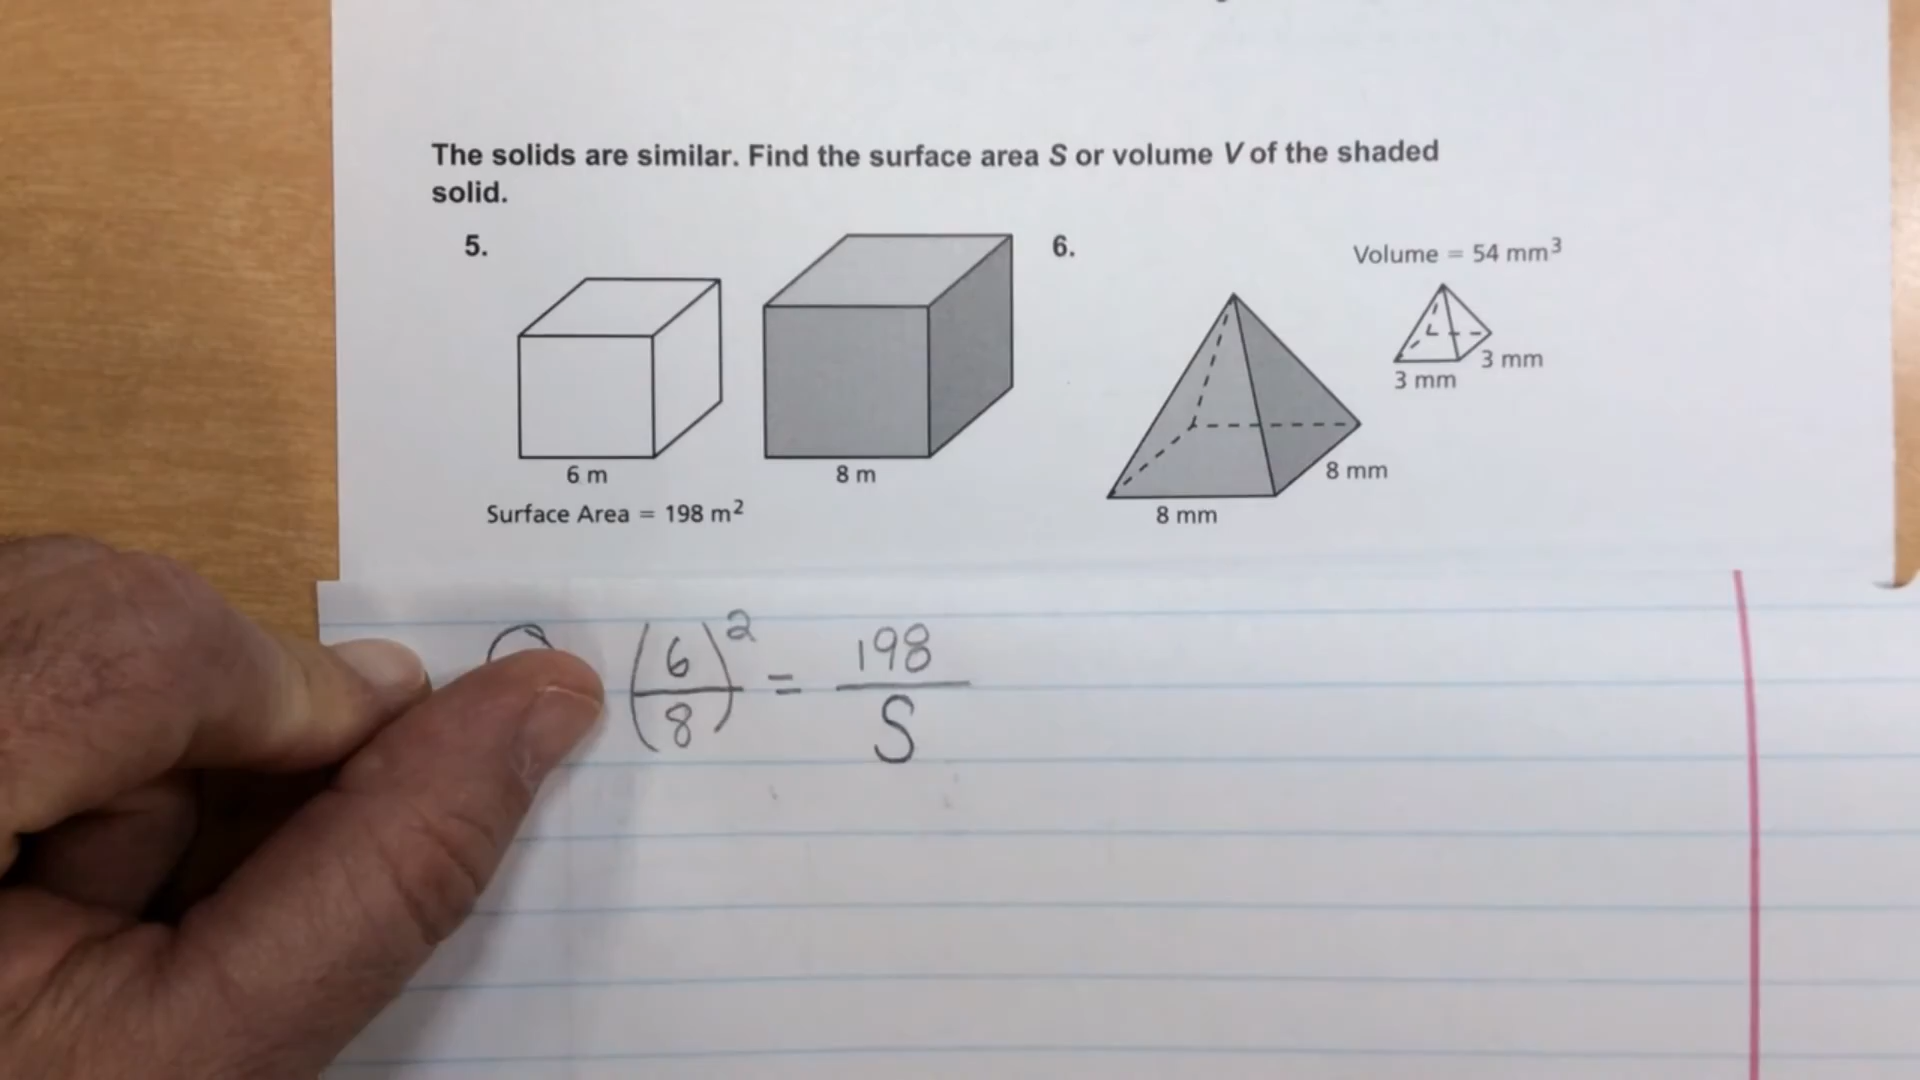 The solids are similar. Find the surface area S or volume V of the shaded
solid.
5.
6 m
8 m
Surface Area = 198 m²
6.
Volume = 54 mm³
3 mm
3 mm
8 mm
8 mm
(6/8)² = 198/S